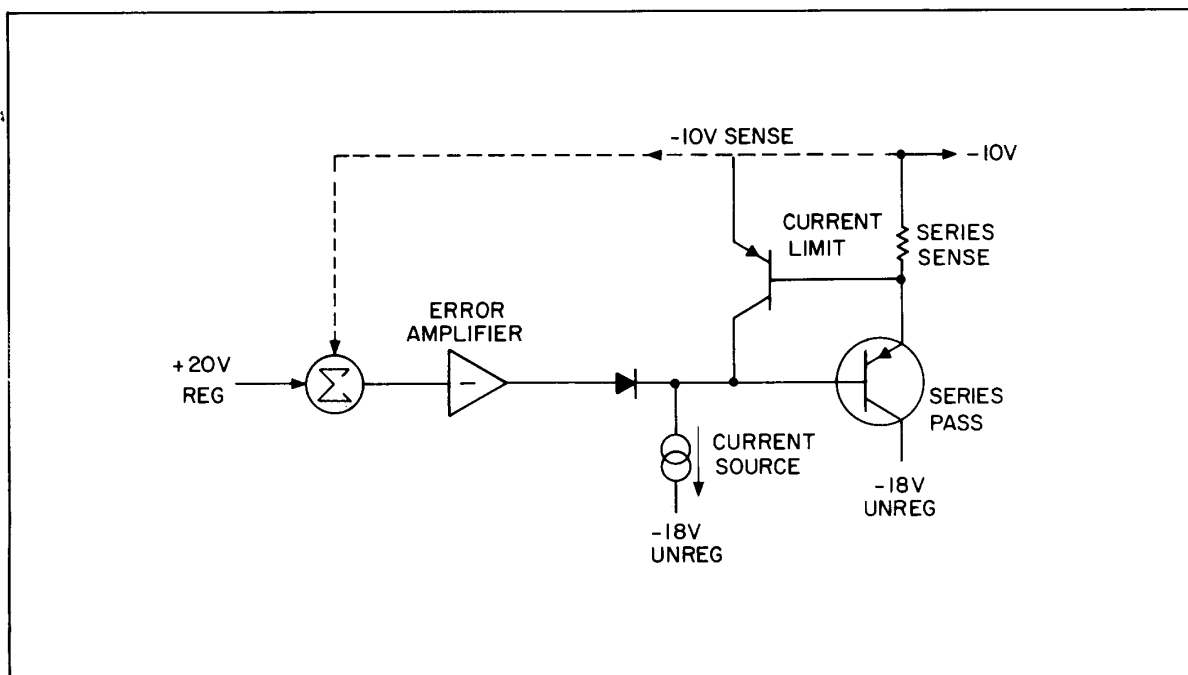 -10V SENSE
-10V
CURRENT
LIMIT
SERIES
SENSE
ERROR
AMPLIFIER
+20V
REG
Σ
-
SERIES
PASS
CURRENT
SOURCE
-18V
UNREG
-18V
UNREG